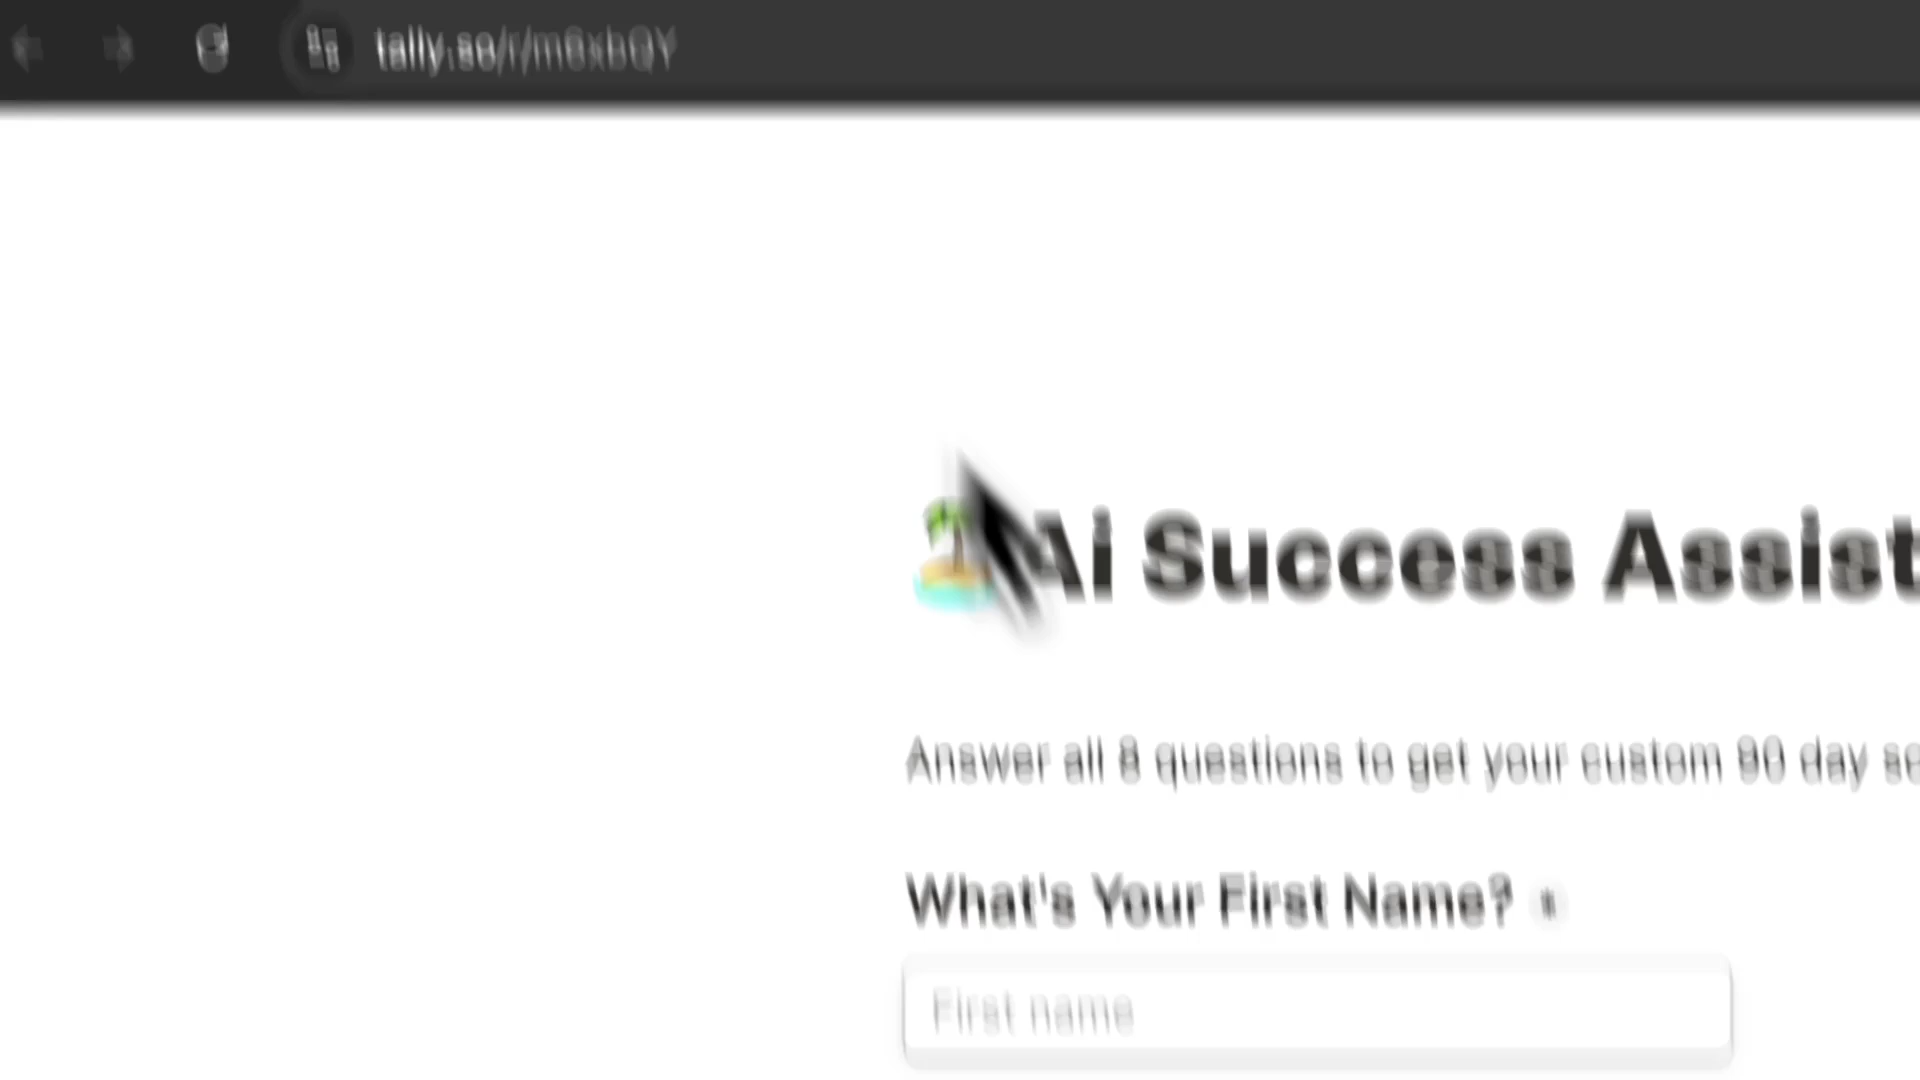 tally.so/r/m6xbQY
Ai Success Assist
Answer all 8 questions to get your custom 90 day so
What's Your First Name? *
First name